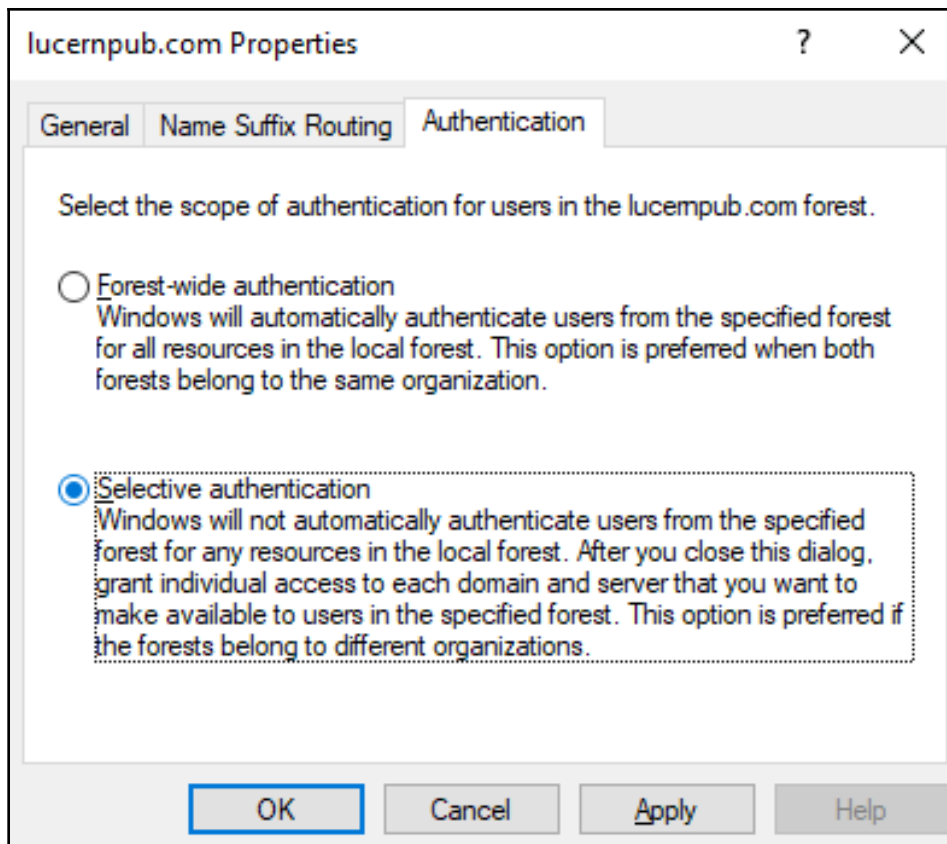 lucernpub.com Properties ? ×
General Name Suffix Routing Authentication
Select the scope of authentication for users in the lucernpub.com forest.
Forest-wide authentication
Windows will automatically authenticate users from the specified forest
for all resources in the local forest. This option is preferred when both
forests belong to the same organization.
Selective authentication
Windows will not automatically authenticate users from the specified
forest for any resources in the local forest. After you close this dialog,
grant individual access to each domain and server that you want to
make available to users in the specified forest. This option is preferred if
the forests belong to different organizations.
OK Cancel Apply Help